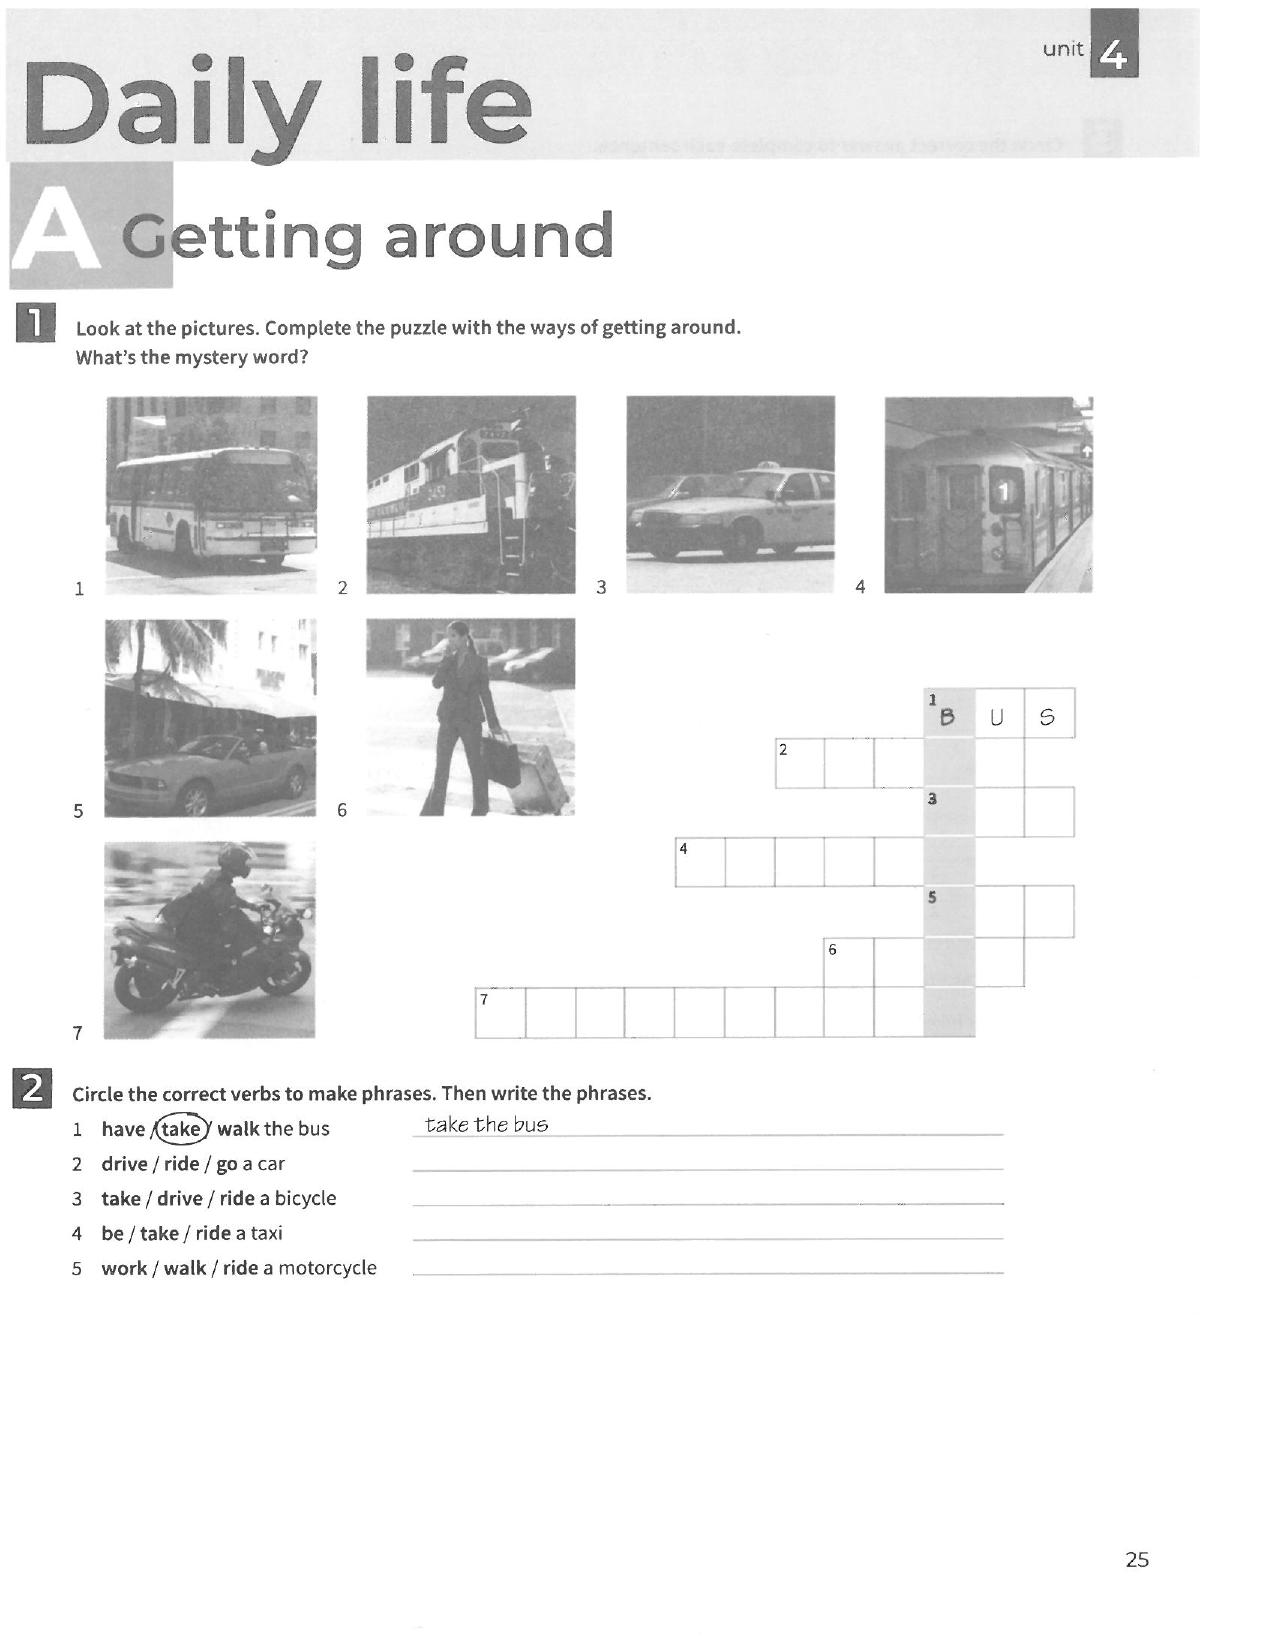 unit 4
Daily life
A Getting around
1 Look at the pictures. Complete the puzzle with the ways of getting around.
What's the mystery word?
1
2
3
4
1
5
6
7
1 B U S
2
3
4
5
6
7
2 Circle the correct verbs to make phrases. Then write the phrases.
1 have / take / walk the bus take the bus
2 drive / ride / go a car
3 take / drive / ride a bicycle
4 be / take / ride a taxi
5 work / walk / ride a motorcycle
25